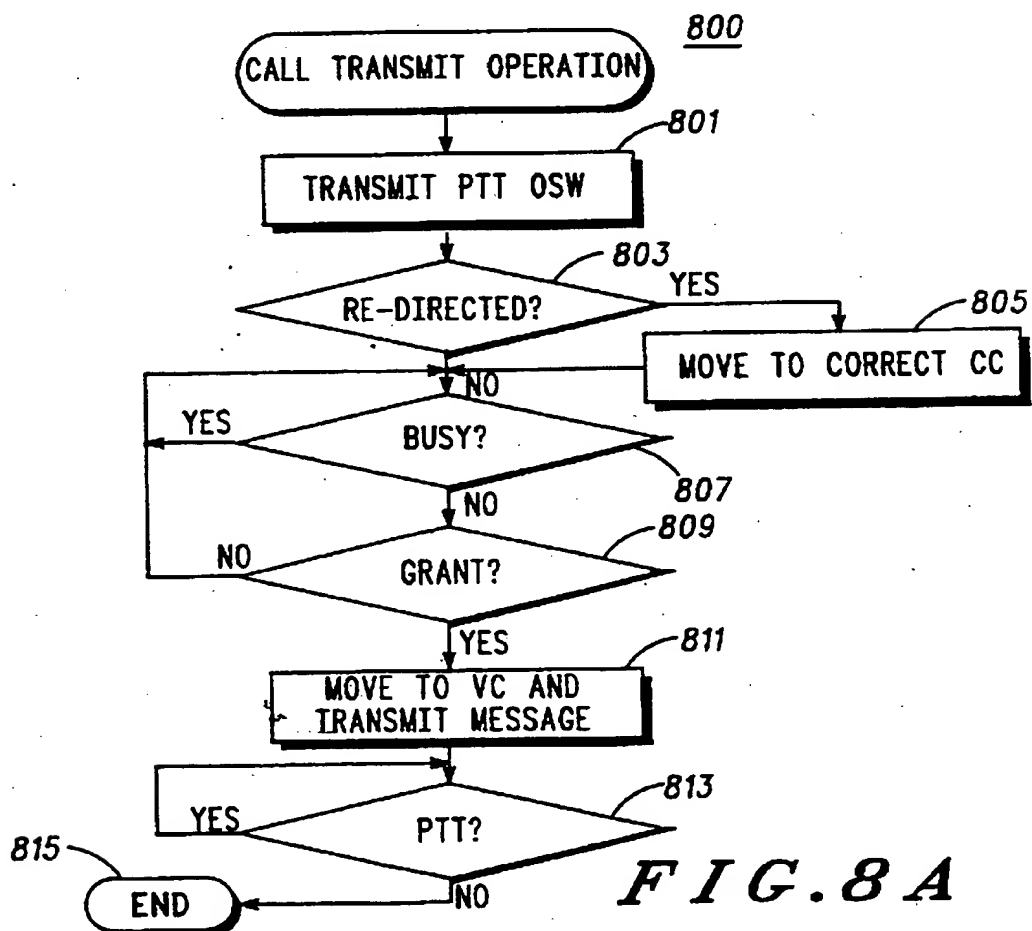 800
CALL TRANSMIT OPERATION
801
TRANSMIT PTT OSW
803
RE-DIRECTED?
YES
805
MOVE TO CORRECT CC
NO
YES
BUSY?
807
NO
809
NO
GRANT?
YES
811
MOVE TO VC AND
TRANSMIT MESSAGE
813
YES
PTT?
815
NO
END
FIG.8A